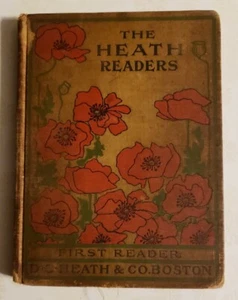 THE
HEATH
READERS
FIRST READER
D.C. HEATH & CO. BOSTON